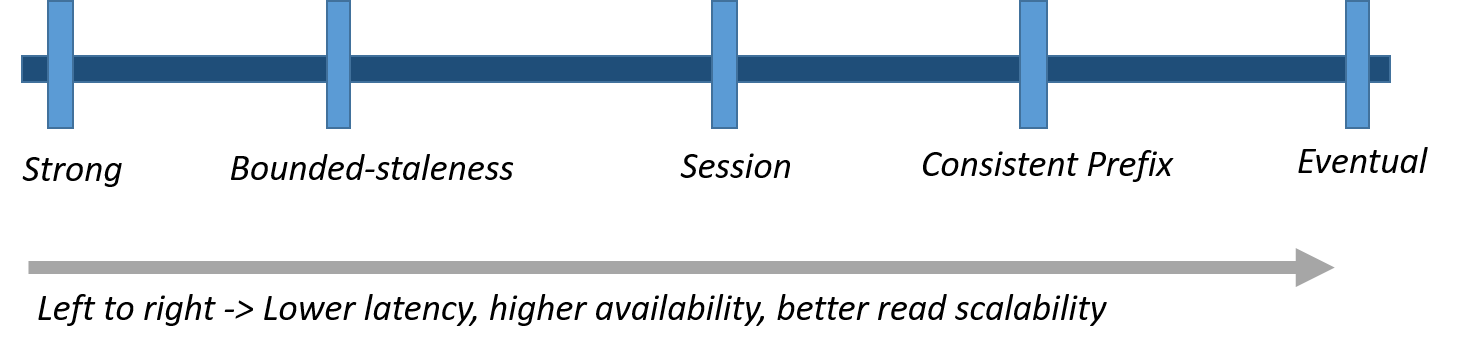 Strong
Bounded-staleness
Session
Consistent Prefix
Eventual
Left to right -> Lower latency, higher availability, better read scalability